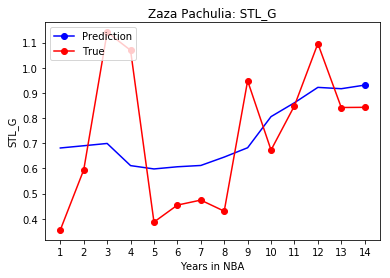 Zaza Pachulia: STL_G
Prediction
True
1.1
1.0
0.9
0.8
0.7
0.6
0.5
0.4
STL_G
1 2 3 4 5 6 7 8 9 10 11 12 13 14
Years in NBA